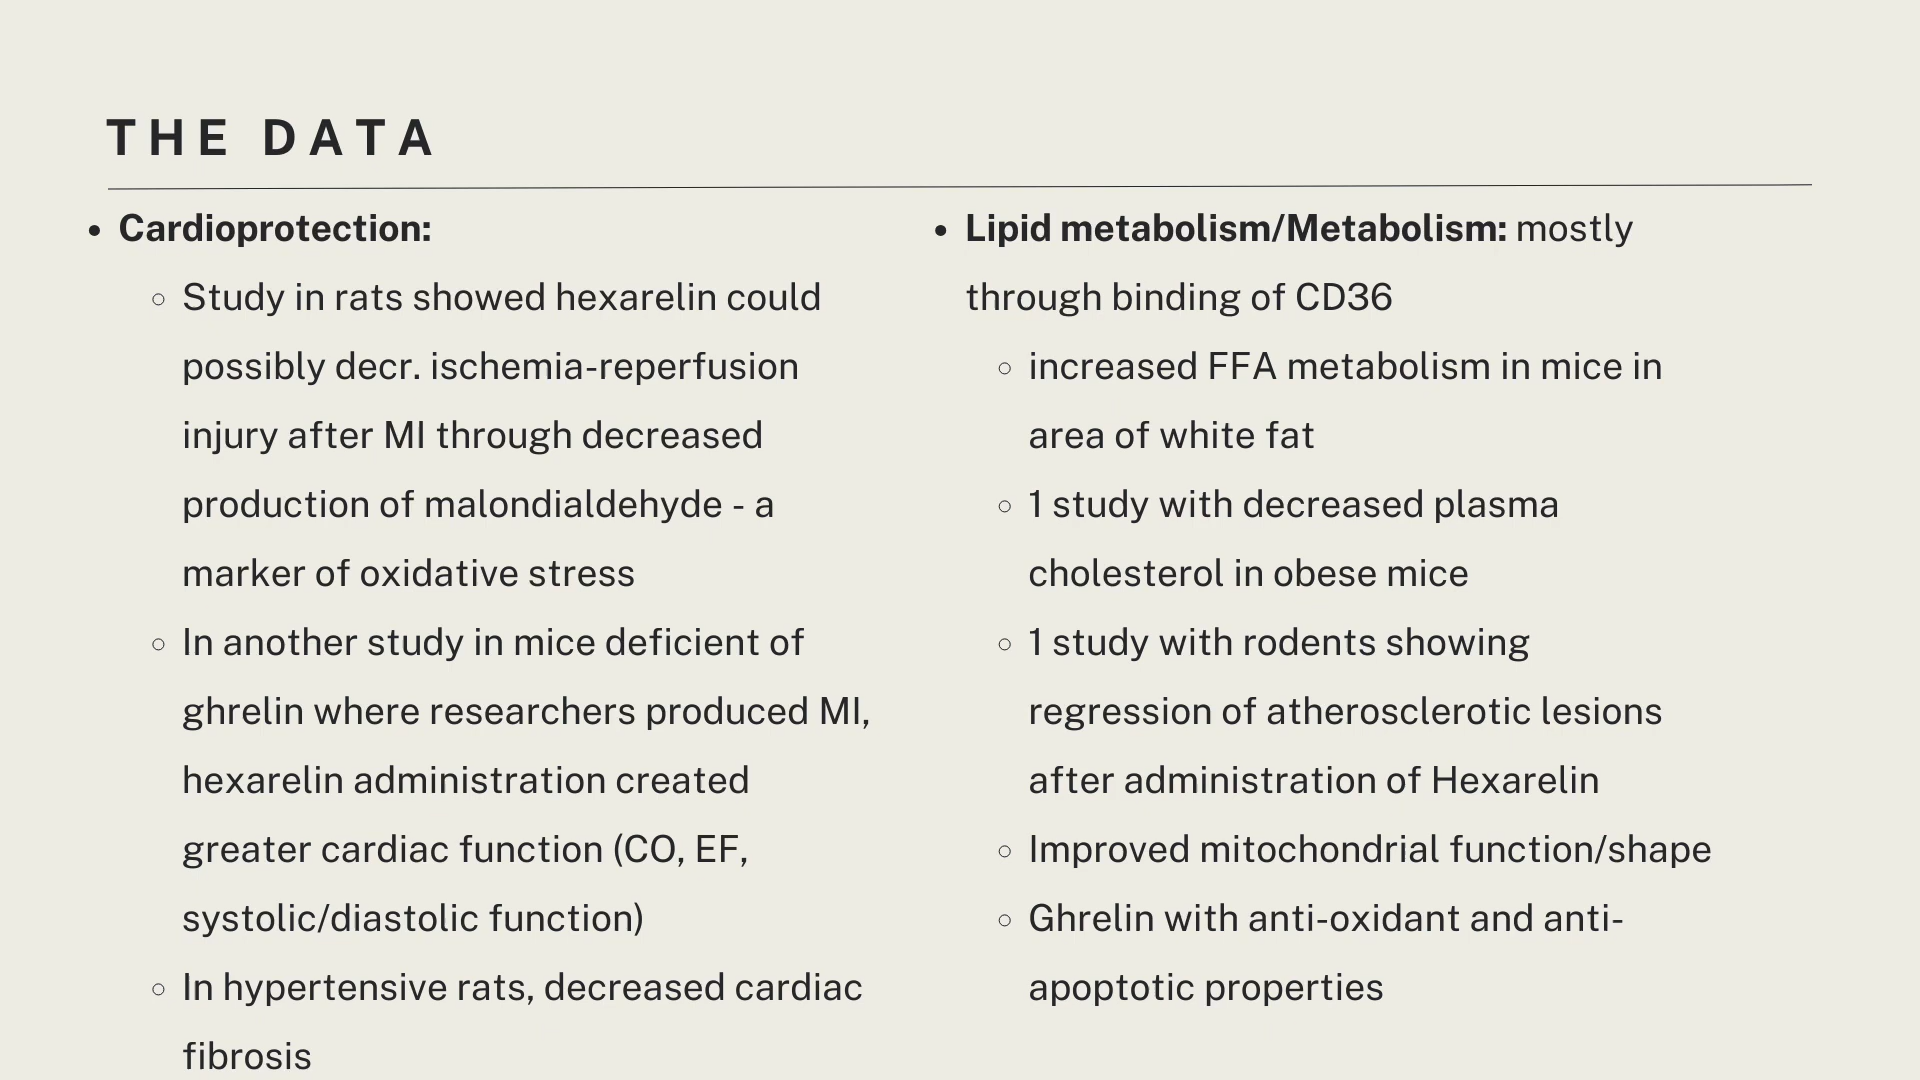 THE DATA
• Cardioprotection:
◦ Study in rats showed hexarelin could
possibly decr. ischemia-reperfusion
injury after MI through decreased
production of malondialdehyde - a
marker of oxidative stress
◦ In another study in mice deficient of
ghrelin where researchers produced MI,
hexarelin administration created
greater cardiac function (CO, EF,
systolic/diastolic function)
◦ In hypertensive rats, decreased cardiac
fibrosis
• Lipid metabolism/Metabolism: mostly
through binding of CD36
◦ increased FFA metabolism in mice in
area of white fat
◦ 1 study with decreased plasma
cholesterol in obese mice
◦ 1 study with rodents showing
regression of atherosclerotic lesions
after administration of Hexarelin
◦ Improved mitochondrial function/shape
◦ Ghrelin with anti-oxidant and anti-
apoptotic properties